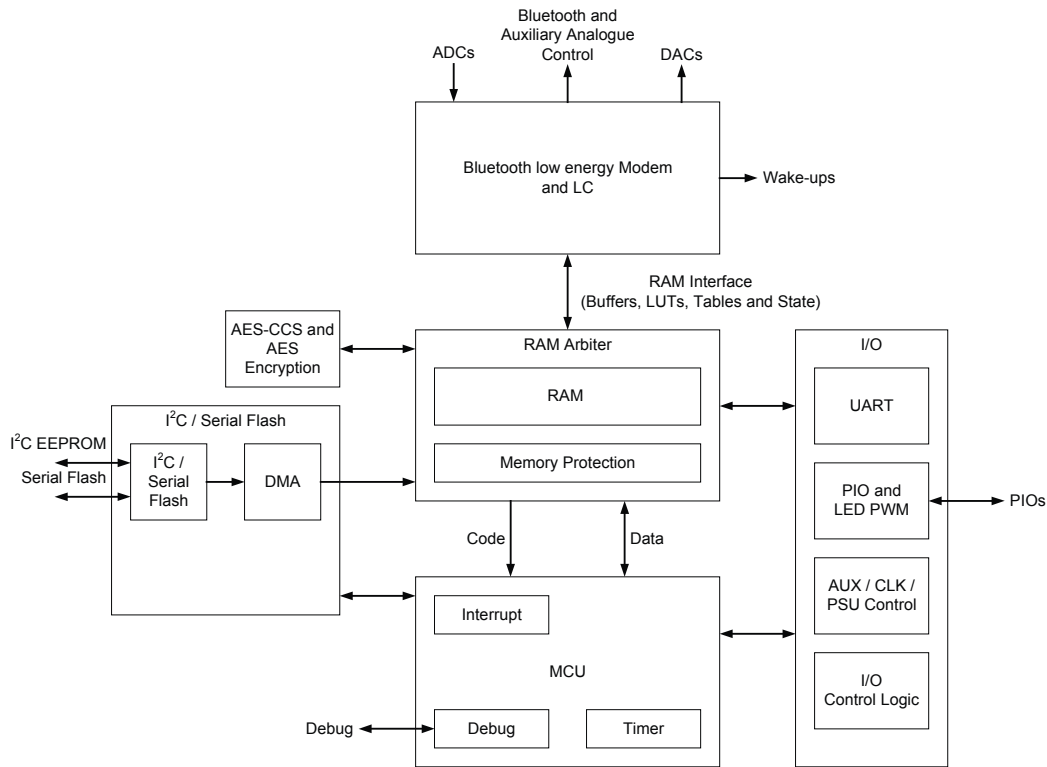 Bluetooth and
Auxiliary Analogue
Control
ADCs
DACs
Bluetooth low energy Modem
and LC
Wake-ups
RAM Interface
(Buffers, LUTs, Tables and State)
AES-CCS and
AES
Encryption
RAM Arbiter
RAM
Memory Protection
I/O
UART
PIO and
LED PWM
PIOs
AUX / CLK /
PSU Control
I/O
Control Logic
I²C / Serial Flash
I²C EEPROM
Serial Flash
I²C /
Serial
Flash
DMA
Code
Data
Interrupt
MCU
Debug
Debug
Timer